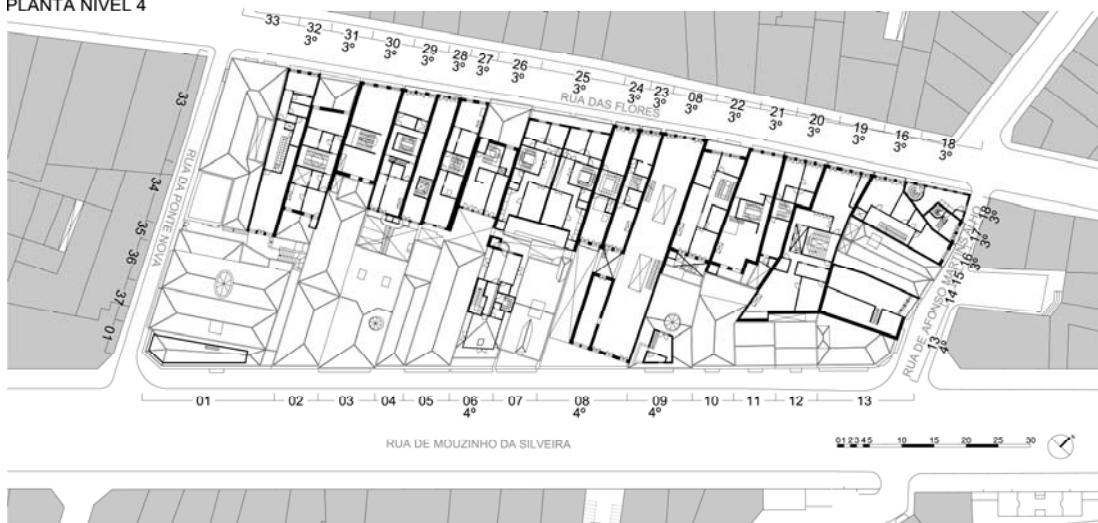 PLANTA NIVEL 4
33 32 31 30 29 28 27 26 25 24 23 08 22 21 20 19 16 18
3º 3º 3º 3º 3º 3º 3º 3º 3º 3º 3º 3º 3º 3º 3º 3º 3º
RUA DAS FLORES
33
34
35
36
37
01
RUA DA PONTE NOVA
18
3º
17
3º
16
3º
15
14
13
4º
RUA DE AFONSO MARTINS ALHO
01 02 03 04 05 06 07 08 09 10 11 12 13
4º 4º 4º
RUA DE MOUZINHO DA SILVEIRA
01 2 3 4 5 10 15 20 25 30